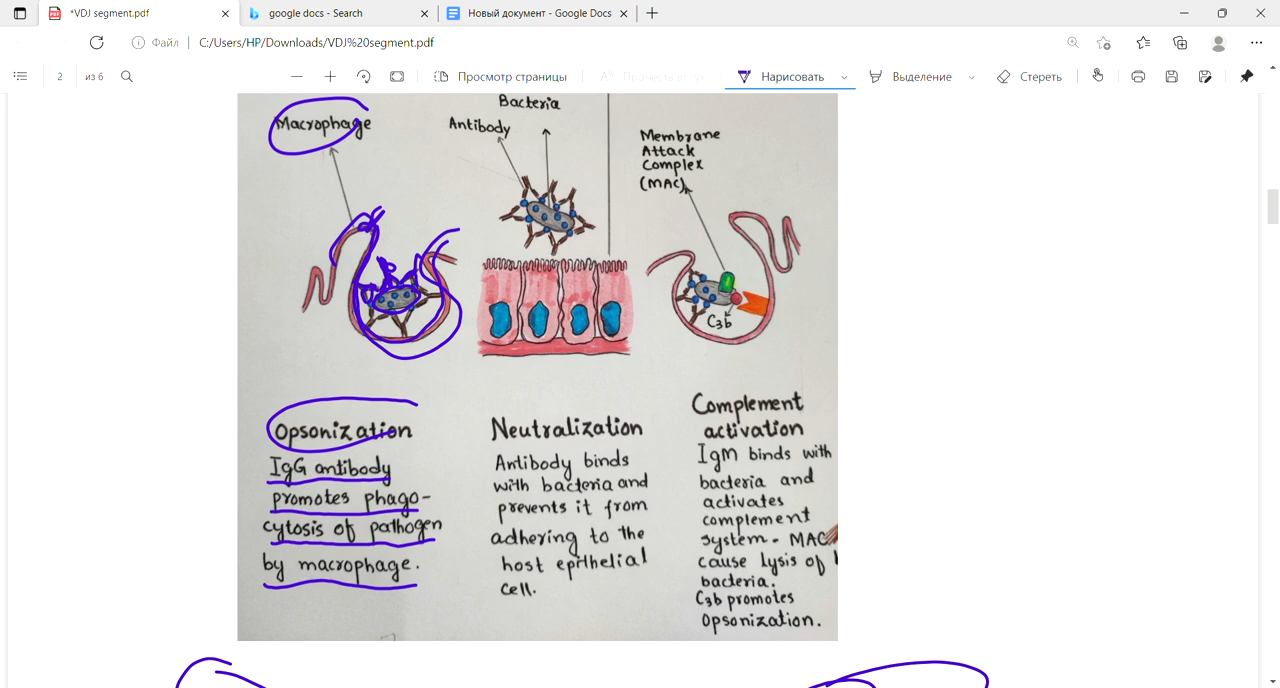 *VDJ segment.pdf
google docs - Search
Новый документ - Google Docs
Файл
C:/Users/HP/Downloads/VDJ%20segment.pdf
2 из 6
Просмотр страницы
Прочесть вслух
Нарисовать
Выделение
Стереть
Macrophage
Antibody
Bacteria
Membrane
Attack
Complex
(MAC)
C3b
Opsonization
IgG antibody
promotes phago-
cytosis of pathogen
by macrophage.
Neutralization
Antibody binds
with bacteria and
prevents it from
adhering to the
host epithelial
cell.
Complement
activation
IgM binds with
bacteria and
activates
complement
system. MAC
cause lysis of
bacteria.
C3b promotes
Opsonization.